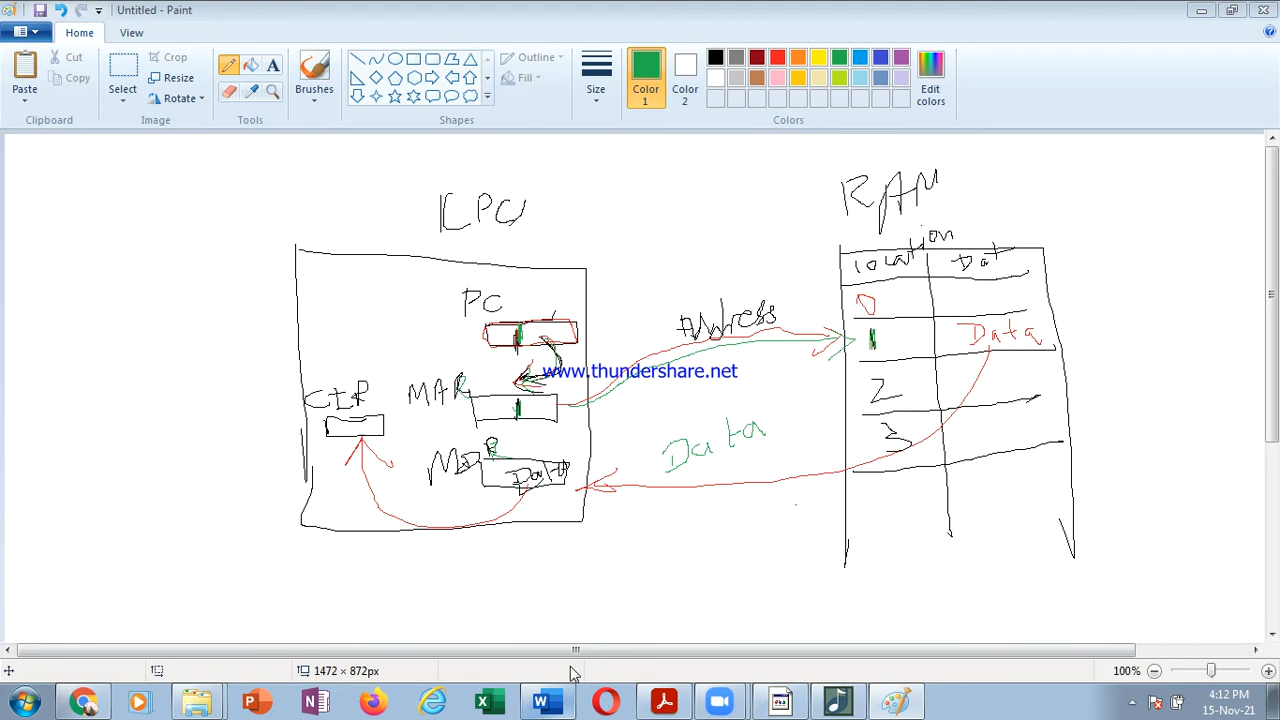 Untitled - Paint
Home View
Paste
Cut
Copy
Clipboard
Select
Crop
Resize
Rotate
Image
Tools
Brushes
Shapes
Outline
Fill
Size
Color 1
Color 2
Edit colors
Colors
CPU
RAM
location Dat
PC
0
Address
1 Data
www.thundershare.net
MAR
CIR
2
Data
3
MDR
Data
1472 × 872px
100%
4:12 PM
15-Nov-21